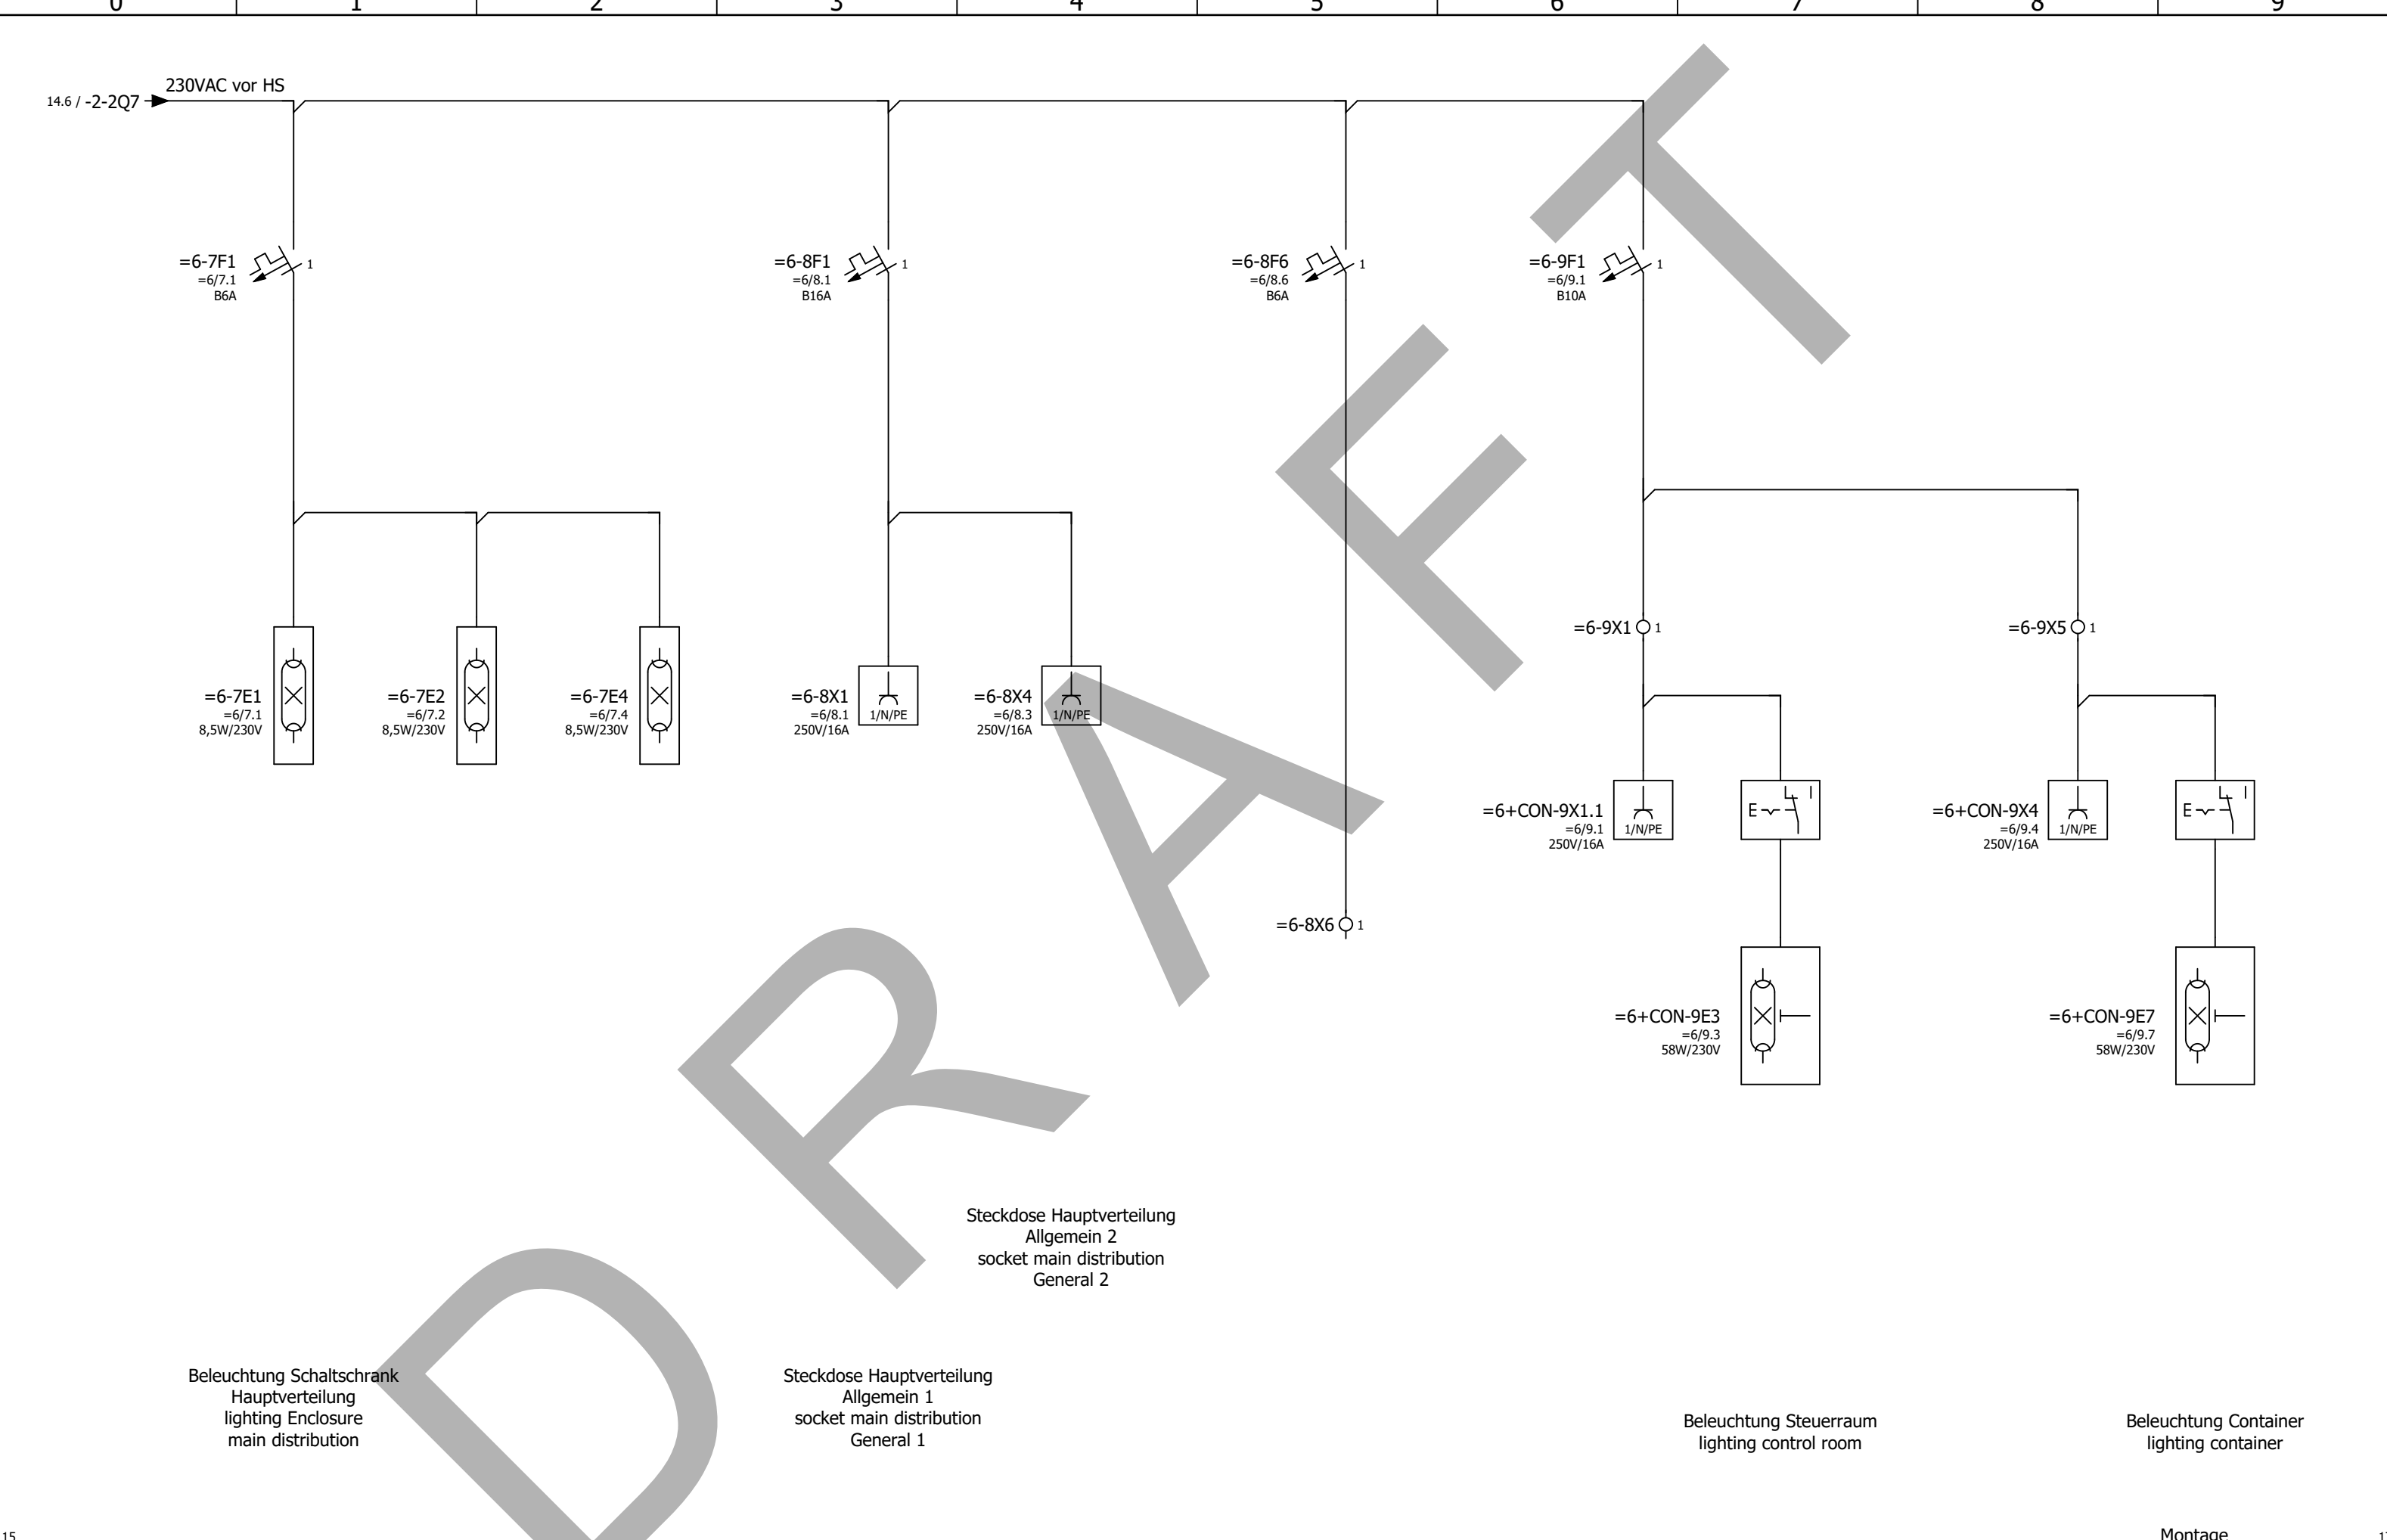 0 1 2 3 4 5 6 7 8 9
230VAC vor HS
14.6 / -2-2Q7
=6-7F1
=6/7.1
B6A
1
=6-8F1
=6/8.1
B16A
1
=6-8F6
=6/8.6
B6A
1
=6-9F1
=6/9.1
B10A
1
=6-9X1
1
=6-9X5
1
=6-7E1
=6/7.1
8,5W/230V
=6-7E2
=6/7.2
8,5W/230V
=6-7E4
=6/7.4
8,5W/230V
=6-8X1
=6/8.1
250V/16A
1/N/PE
=6-8X4
=6/8.3
250V/16A
1/N/PE
=6+CON-9X1.1
=6/9.1
250V/16A
1/N/PE
E
I
=6+CON-9X4
=6/9.4
250V/16A
1/N/PE
E
I
=6-8X6
1
=6+CON-9E3
=6/9.3
58W/230V
=6+CON-9E7
=6/9.7
58W/230V
Steckdose Hauptverteilung
Allgemein 2
socket main distribution
General 2
Beleuchtung Schaltschrank
Hauptverteilung
lighting Enclosure
main distribution
Steckdose Hauptverteilung
Allgemein 1
socket main distribution
General 1
Beleuchtung Steuerraum
lighting control room
Beleuchtung Container
lighting container
DRAFT
15
Montage